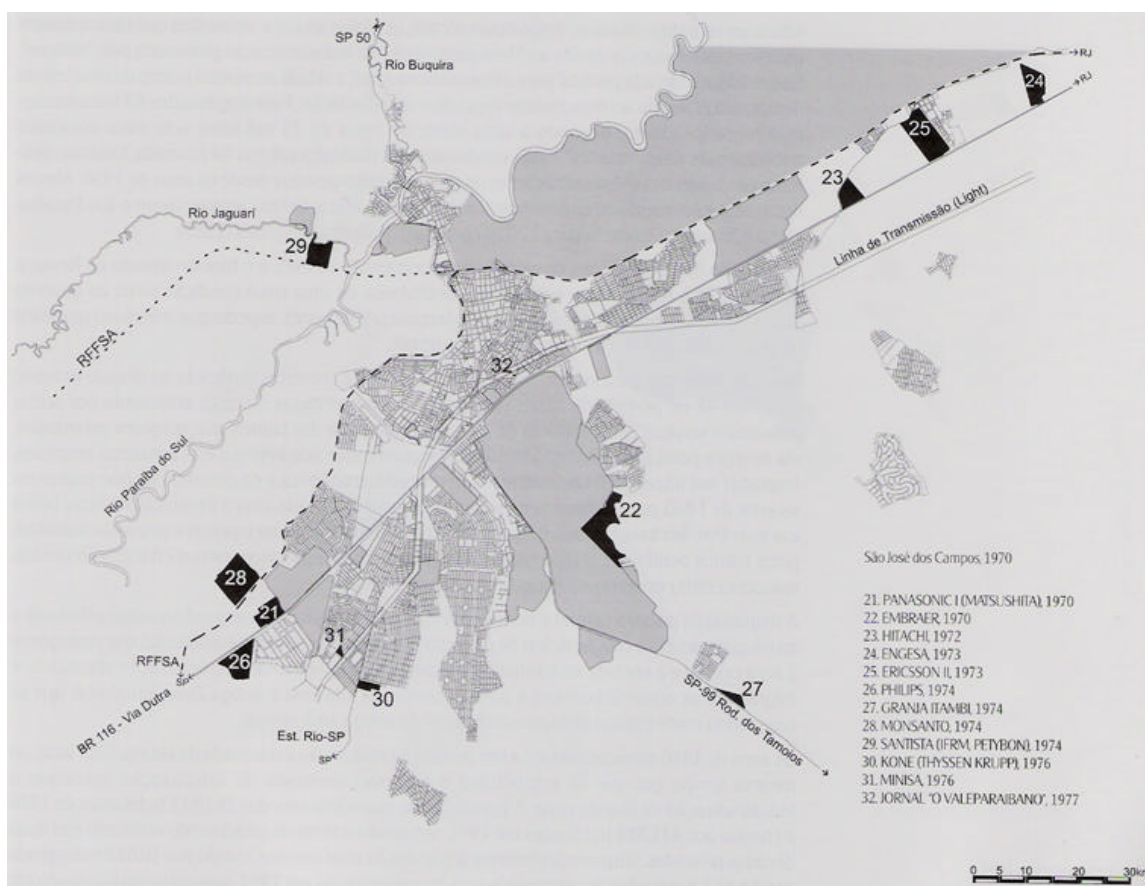 SP 50
Rio Buquira
RJ
RJ
24
25
23
Rio Jaguarí
29
Linha de Transmissão (Light)
RFFSA
32
Rio Paraíba do Sul
22
28
21
31
RFFSA
26
SP
30
27
SP-99 Rod. dos Tamoios
BR 116 - Via Dutra
Est. Rio-SP
SP
São José dos Campos, 1970
21. PANASONIC I (MATSUSHITA), 1970
22. EMBRAER, 1970
23. HITACHI, 1972
24. ENGESA, 1973
25. ERICSSON II, 1973
26. PHILIPS, 1974
27. GRANJA ITAMBI, 1974
28. MONSANTO, 1974
29. SANTISTA (IFRM. PETYBON), 1974
30. KONE (THYSSEN KRUPP), 1976
31. MINISA, 1976
32. JORNAL "O VALEPARAIBANO", 1977
0 5 10 15 20 30